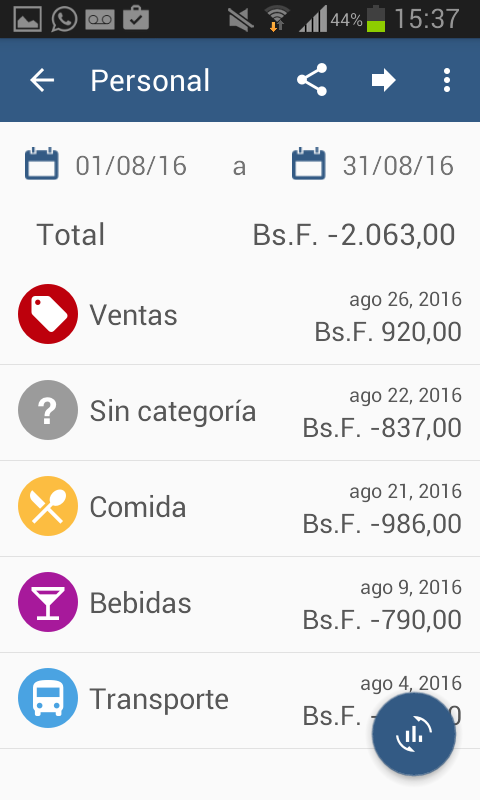 44% 15:37
Personal
01/08/16 a 31/08/16
Total Bs.F. -2.063,00
ago 26, 2016
Ventas Bs.F. 920,00
ago 22, 2016
? Sin categoría Bs.F. -837,00
ago 21, 2016
Comida Bs.F. -986,00
ago 9, 2016
Bebidas Bs.F. -790,00
ago 4, 2016
Transporte Bs.F.